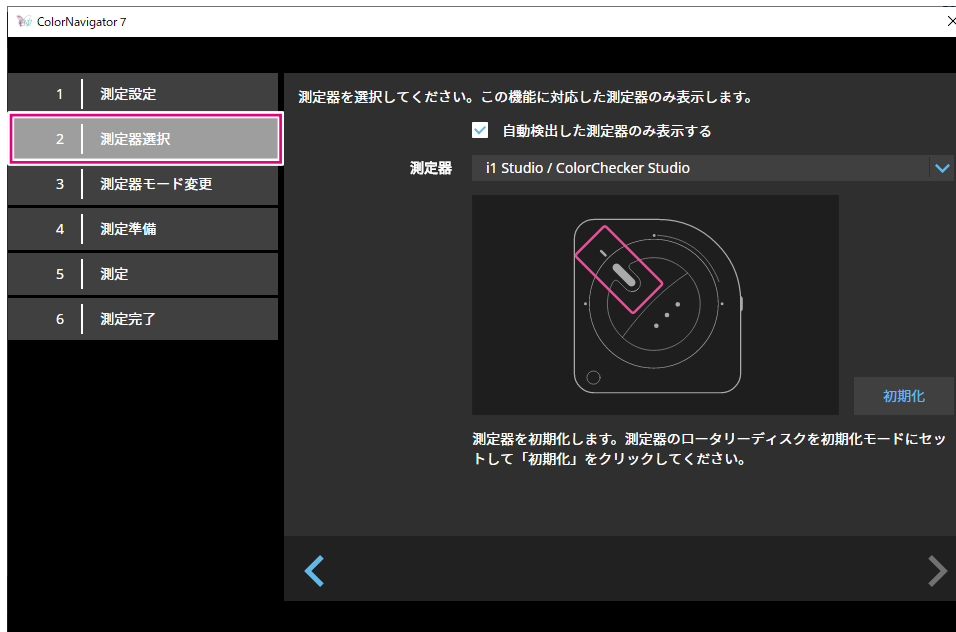 ColorNavigator 7
1 測定設定
2 測定器選択
3 測定器モード変更
4 測定準備
5 測定
6 測定完了
測定器を選択してください。この機能に対応した測定器のみ表示します。
自動検出した測定器のみ表示する
測定器 i1 Studio / ColorChecker Studio
初期化
測定器を初期化します。測定器のロータリーディスクを初期化モードにセッ
トして「初期化」をクリックしてください。